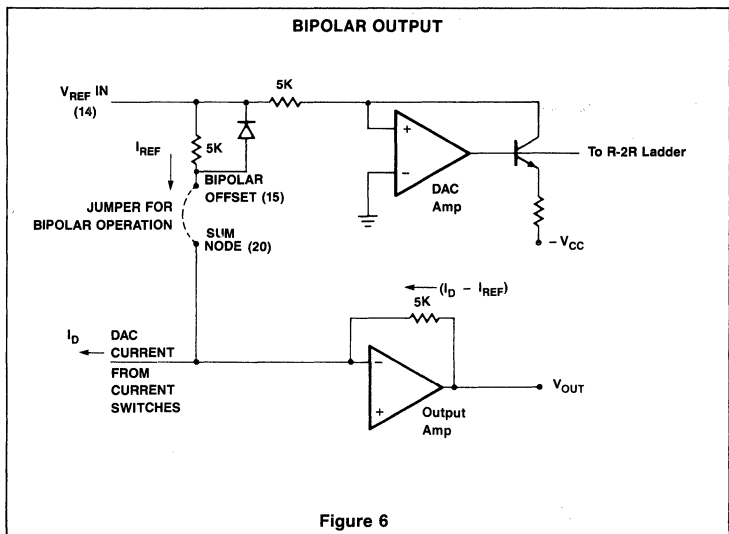 BIPOLAR OUTPUT
V_REF IN
(14)
5K
I_REF
5K
BIPOLAR
OFFSET (15)
JUMPER FOR
BIPOLAR OPERATION
SUM
NODE (20)
+
−
DAC
Amp
To R-2R Ladder
− V_CC
(I_D − I_REF)
5K
I_D
DAC
CURRENT
FROM
CURRENT
SWITCHES
−
+
Output
Amp
V_OUT
Figure 6